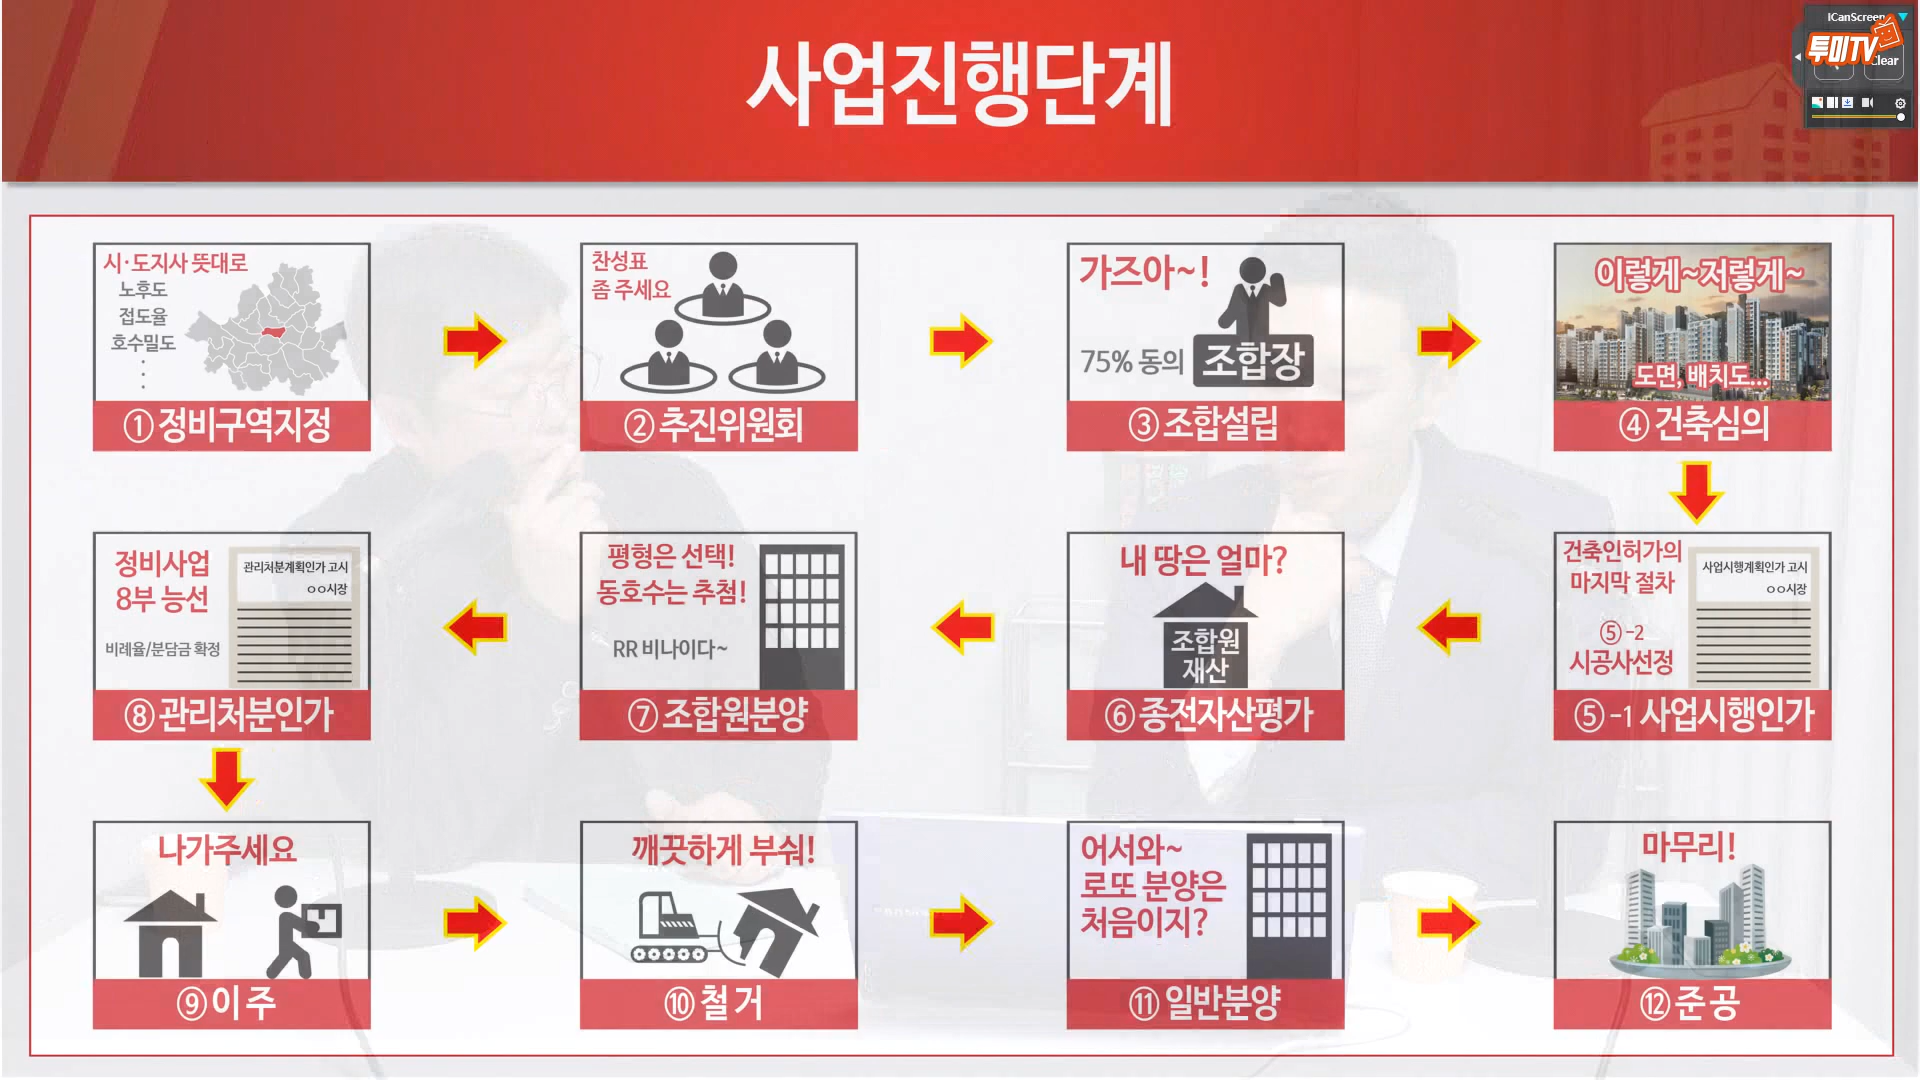 사업진행단계
ICanScreen
투미TV
Clear
시·도지사 뜻대로
노후도
접도율
호수밀도
① 정비구역지정
찬성표
좀 주세요
② 추진위원회
가즈아~!
75% 동의
조합장
③ 조합설립
이렇게~저렇게~
도면, 배치도...
④ 건축심의
정비사업
8부 능선
비례율/분담금 확정
관리처분계획인가 고시
ㅇㅇ시장
⑧ 관리처분인가
평형은 선택!
동호수는 추첨!
RR 비나이다~
⑦ 조합원분양
내 땅은 얼마?
조합원
재산
⑥ 종전자산평가
건축인허가의
마지막 절차
⑤ -2
시공사선정
사업시행계획인가 고시
ㅇㅇ시장
⑤ -1 사업시행인가
나가주세요
⑨ 이 주
깨끗하게 부숴!
⑩ 철 거
어서와~
로또 분양은
처음이지?
⑪ 일반분양
마무리!
⑫ 준 공